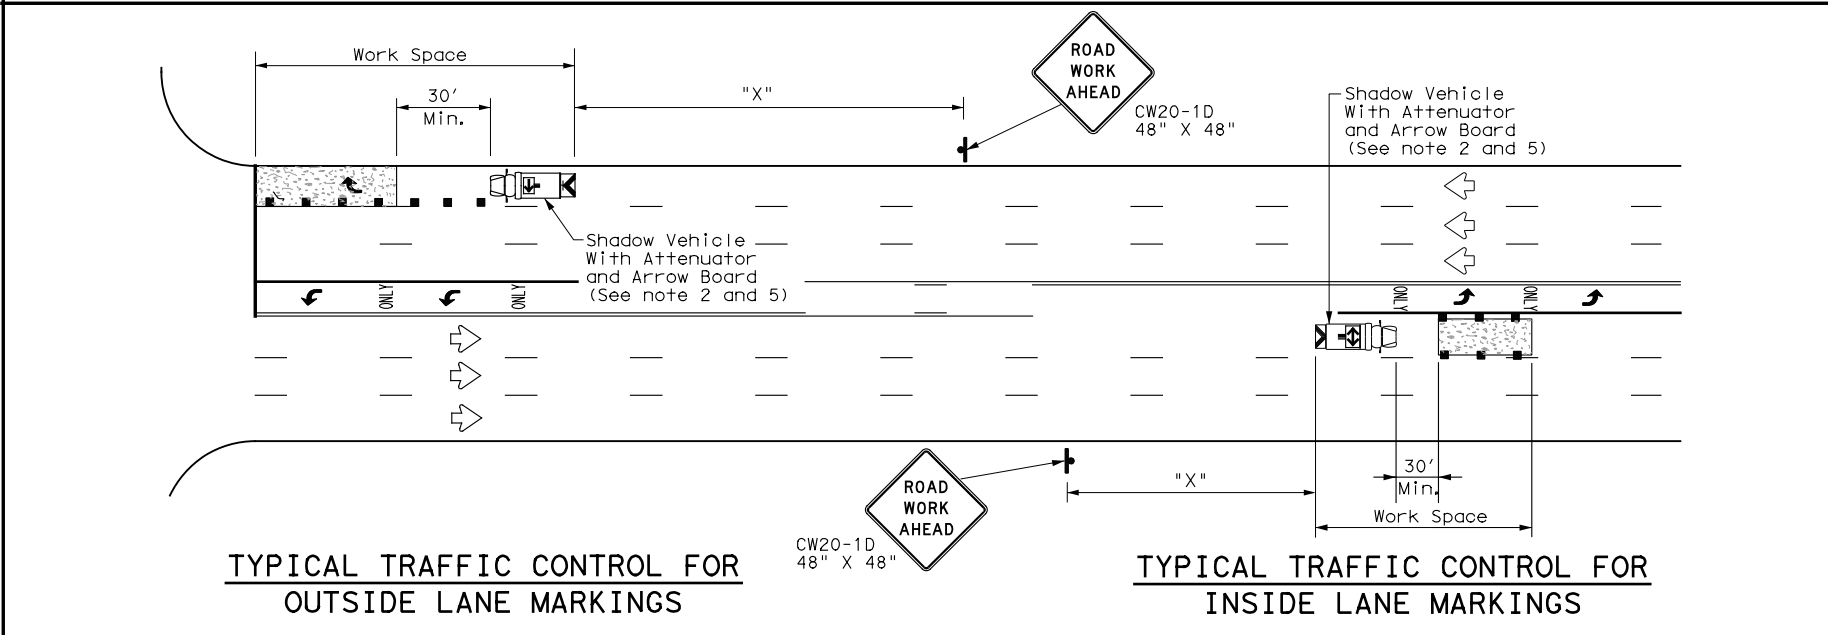 Work Space
30'
Min.
"X"
ROAD
WORK
AHEAD
CW20-1D
48" X 48"
Shadow Vehicle
With Attenuator
and Arrow Board
(See note 2 and 5)
Shadow Vehicle
With Attenuator
and Arrow Board
(See note 2 and 5)
ONLY
ONLY
ONLY
ONLY
ROAD
WORK
AHEAD
CW20-1D
48" X 48"
"X"
30'
Min.
Work Space
TYPICAL TRAFFIC CONTROL FOR
OUTSIDE LANE MARKINGS
TYPICAL TRAFFIC CONTROL FOR
INSIDE LANE MARKINGS